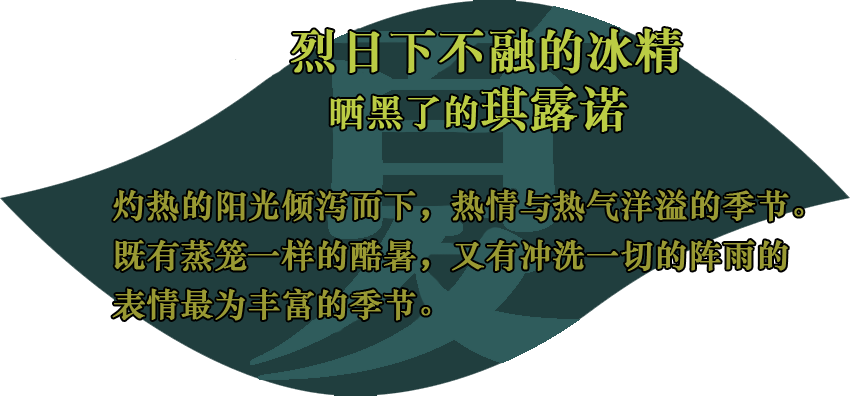 夏
烈日下不融的冰精
晒黑了的琪露诺
灼热的阳光倾泻而下，热情与热气洋溢的季节。
既有蒸笼一样的酷暑，又有冲洗一切的阵雨的
表情最为丰富的季节。